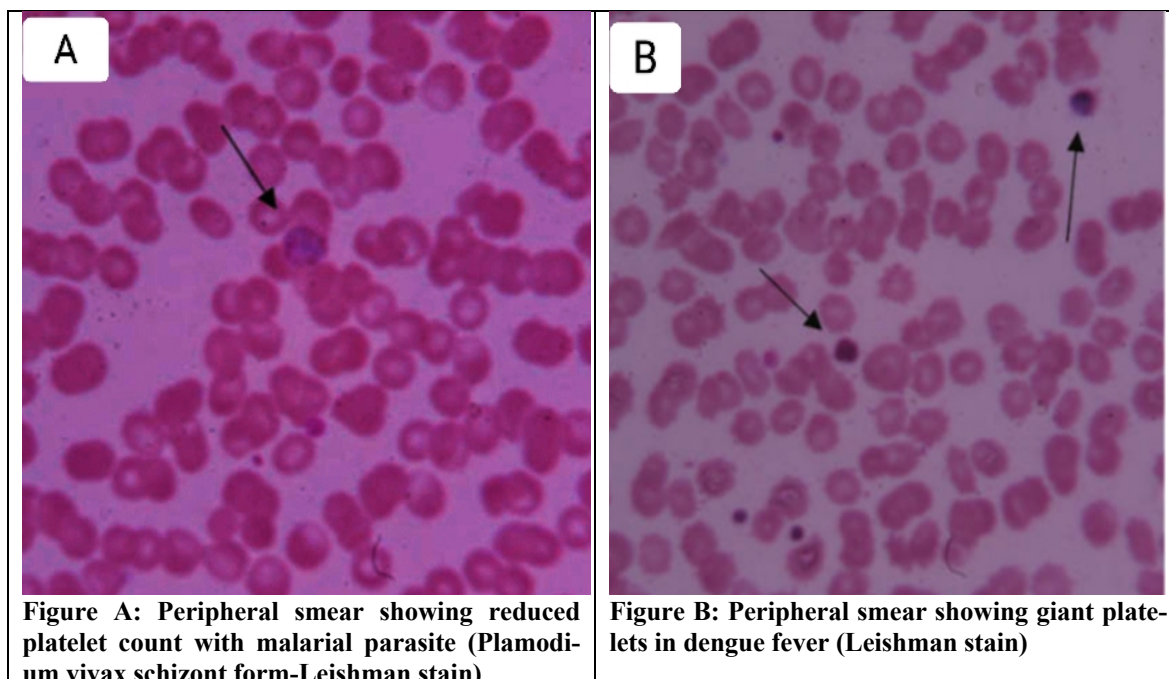 A
B
Figure A: Peripheral smear showing reduced
platelet count with malarial parasite (Plamodi-
um vivax schizont form-Leishman stain)
Figure B: Peripheral smear showing giant plate-
lets in dengue fever (Leishman stain)